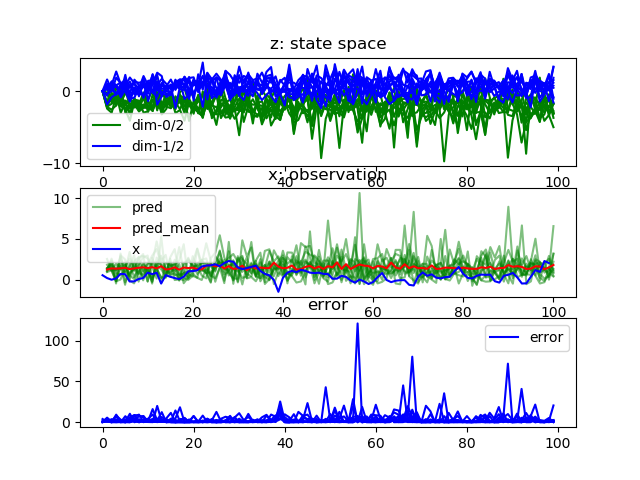 z: state space
0
−10
dim-0/2
dim-1/2
0 20 40 60 80 100
x: observation
10
5
0
pred
pred_mean
x
0 20 40 60 80 100
error
100
50
0
error
0 20 40 60 80 100